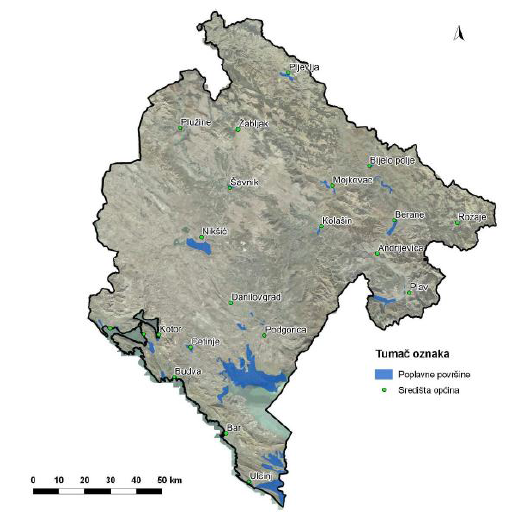 Pljevlja
Plužine
Žabljak
Bijelo polje
Mojkovac
Šavnik
Berane
Rožaje
Kolašin
Nikšić
Andrijevica
Plav
Danilovgrad
Kotor
Podgorica
Cetinje
Tumač oznaka
Budva
Poplavne površine
Središta općina
Bar
Ulcinj
0 10 20 30 40 50 km